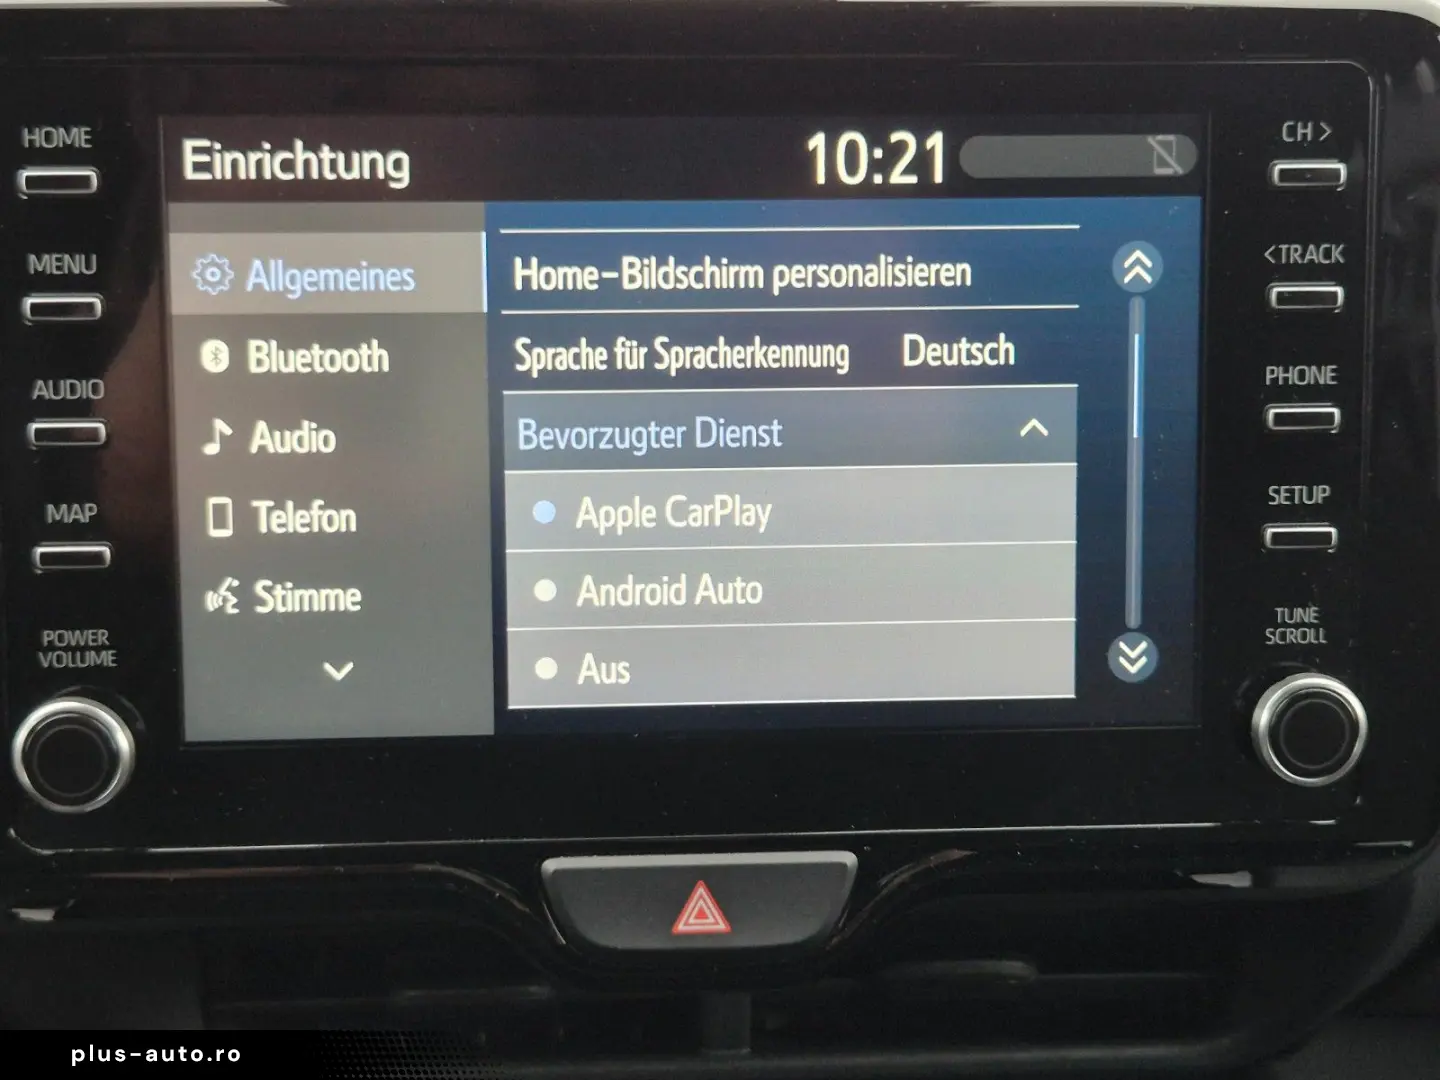 HOME
MENU
AUDIO
MAP
POWER
VOLUME
Einrichtung
10:21
Allgemeines
Bluetooth
Audio
Telefon
Stimme
Home-Bildschirm personalisieren
Sprache für Spracherkennung Deutsch
Bevorzugter Dienst
Apple CarPlay
Android Auto
Aus
CH >
< TRACK
PHONE
SETUP
TUNE
SCROLL
plus-auto.ro